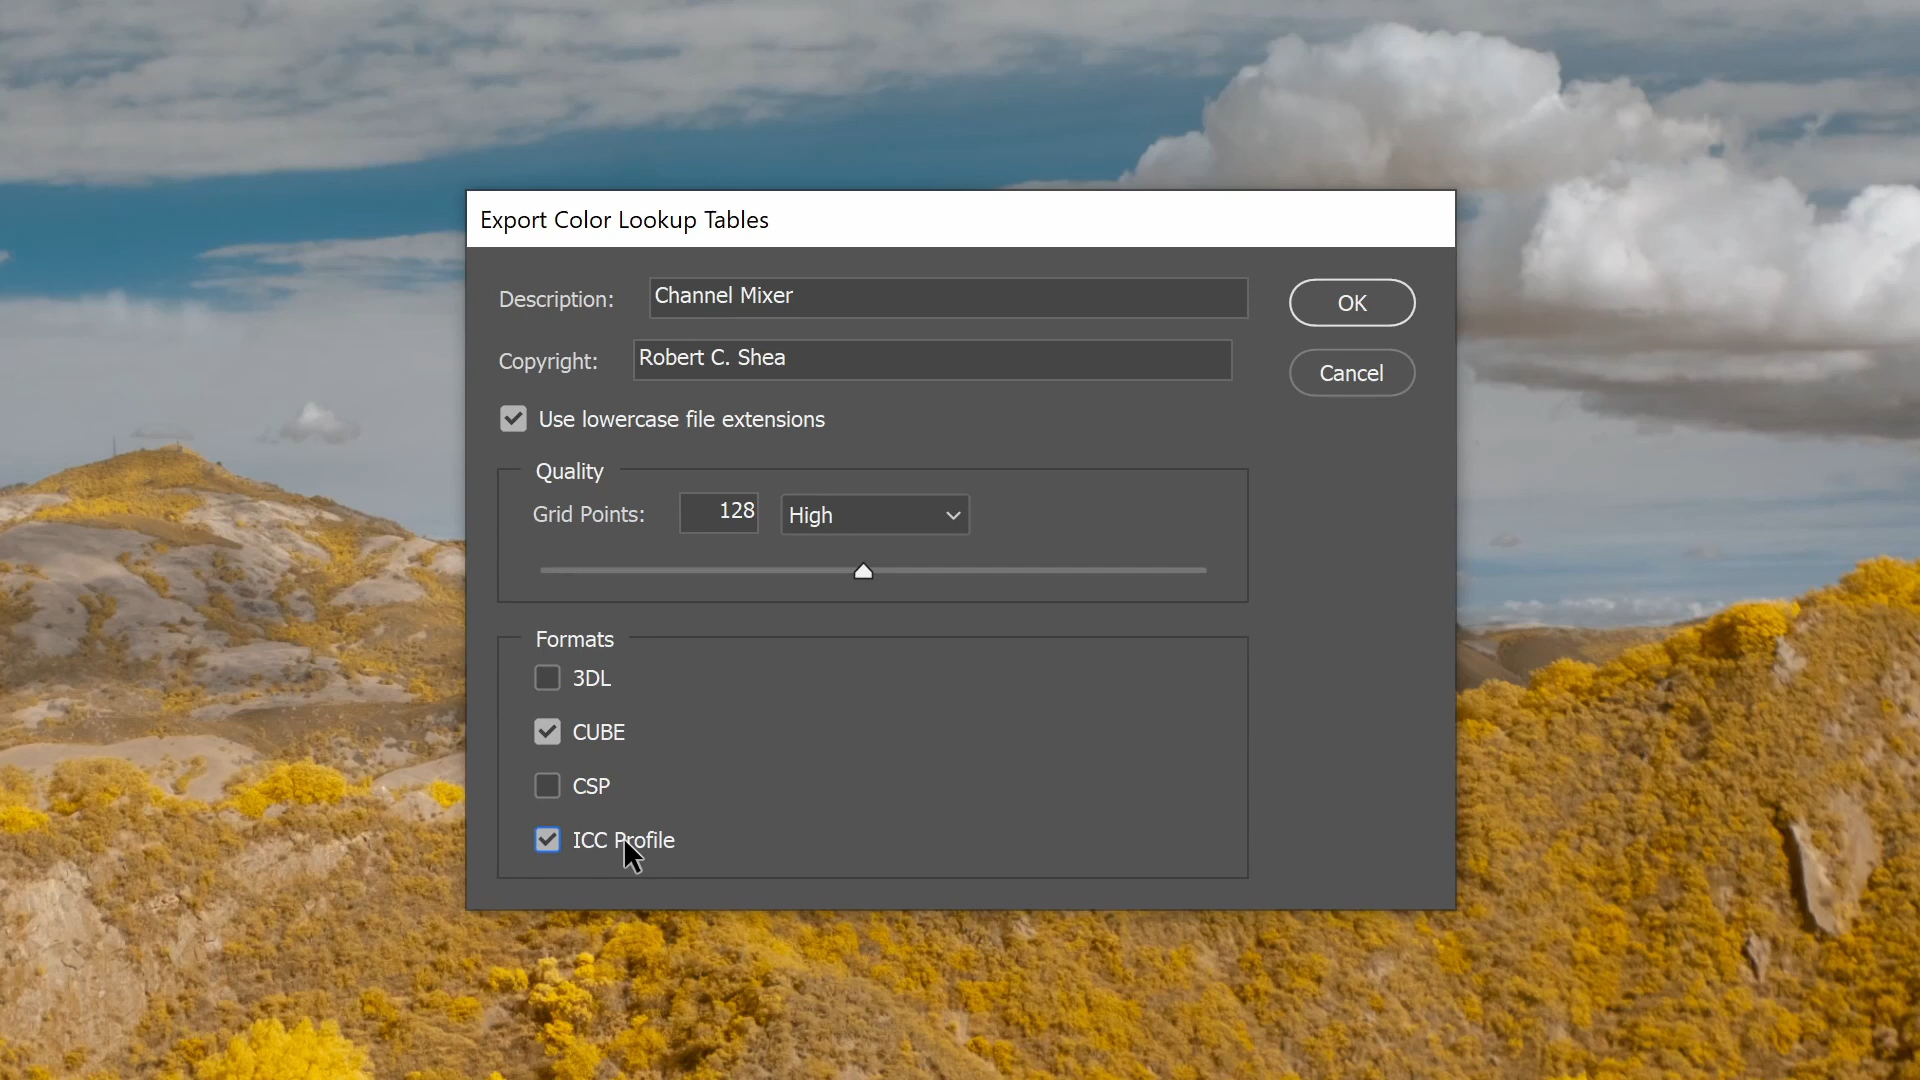 Export Color Lookup Tables
Description: Channel Mixer
OK
Copyright: Robert C. Shea
Cancel
Use lowercase file extensions
Quality
Grid Points: 128 High
Formats
3DL
CUBE
CSP
ICC Profile